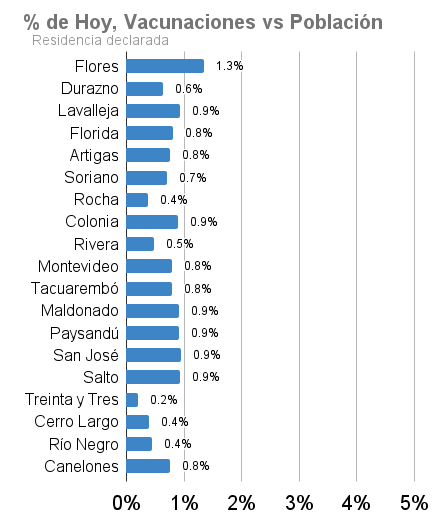 % de Hoy, Vacunaciones vs Población
Residencia declarada
Flores 1.3%
Durazno 0.6%
Lavalleja 0.9%
Florida 0.8%
Artigas 0.8%
Soriano 0.7%
Rocha 0.4%
Colonia 0.9%
Rivera 0.5%
Montevideo 0.8%
Tacuarembó 0.8%
Maldonado 0.9%
Paysandú 0.9%
San José 0.9%
Salto 0.9%
Treinta y Tres 0.2%
Cerro Largo 0.4%
Río Negro 0.4%
Canelones 0.8%
0% 1% 2% 3% 4% 5%